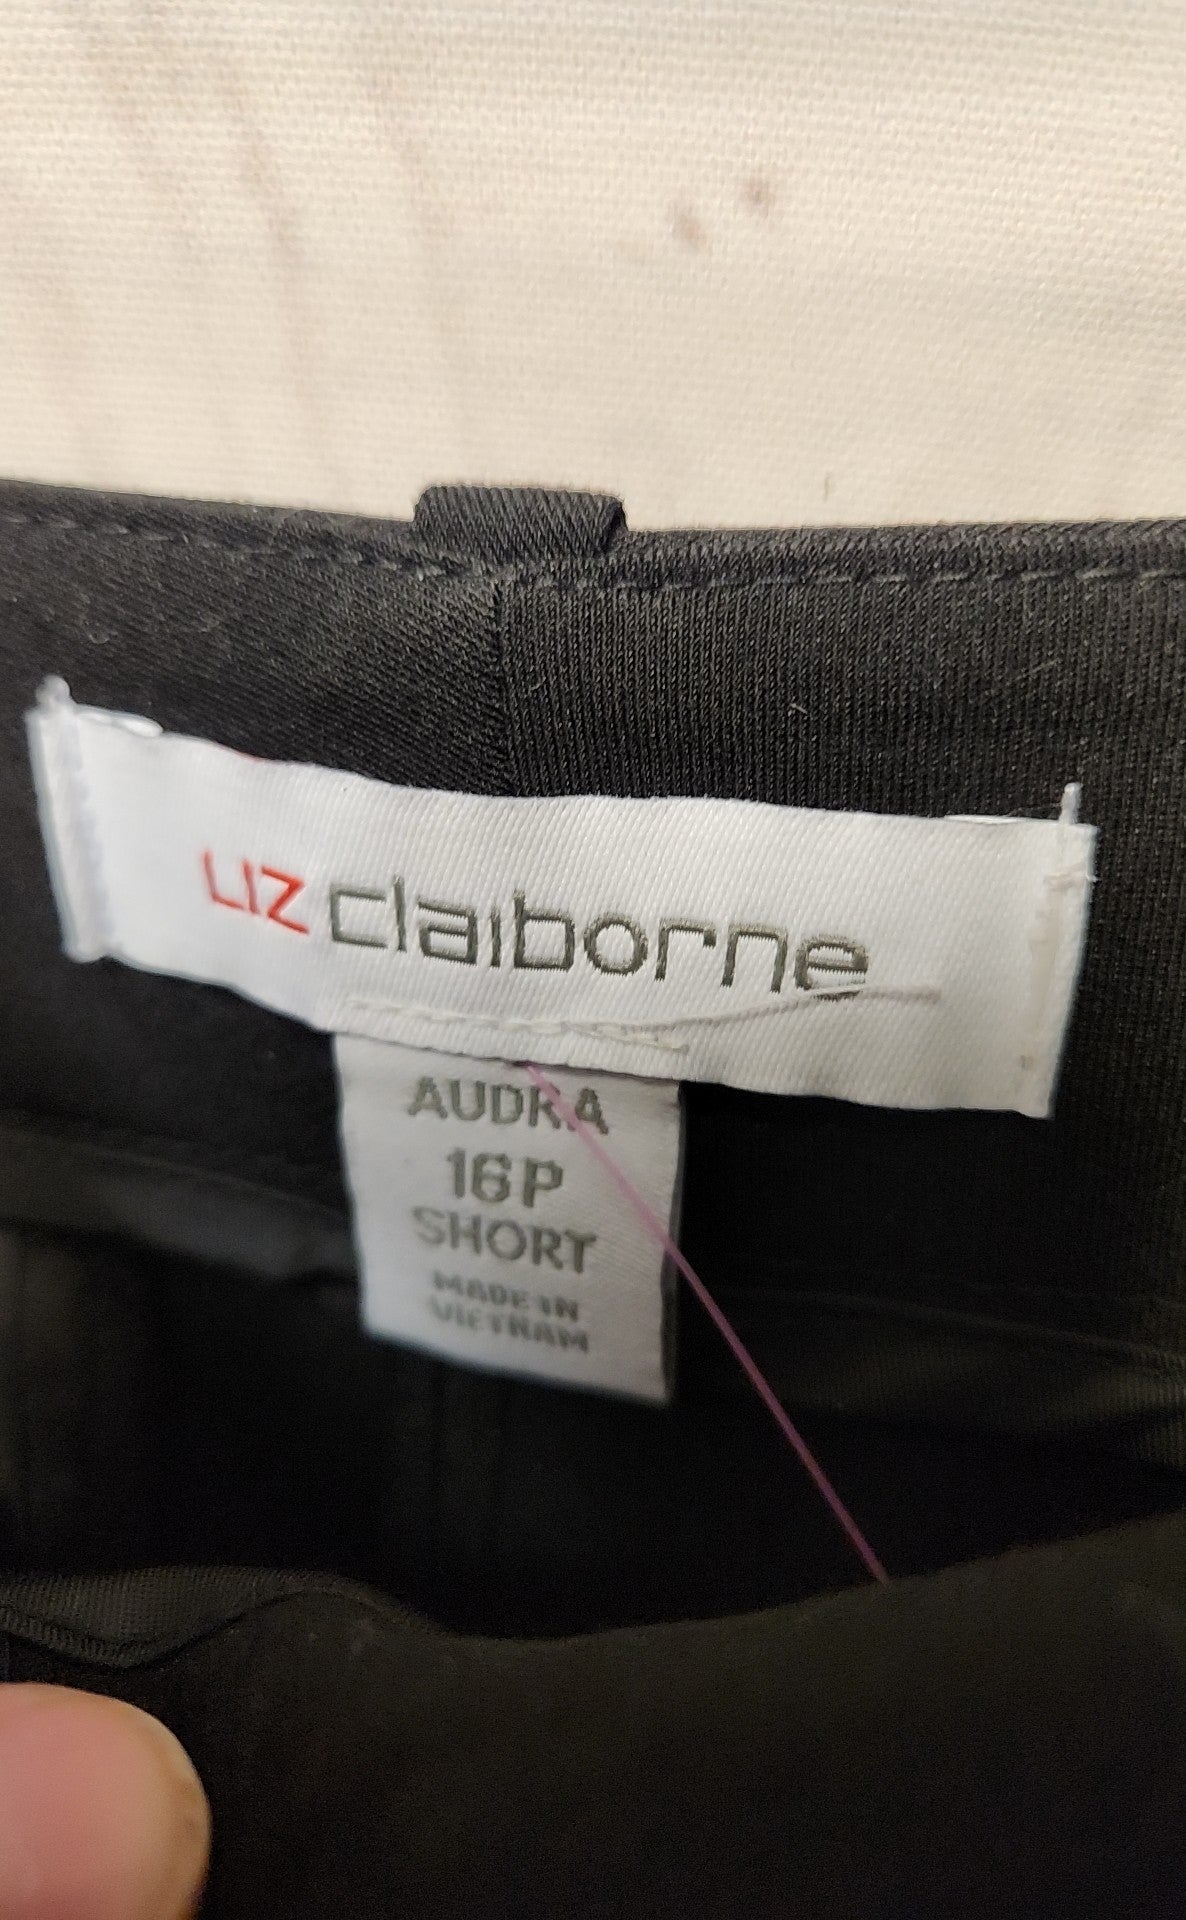 LIZ claiborne
AUDRA
16P
SHORT
MADE IN
VIETNAM